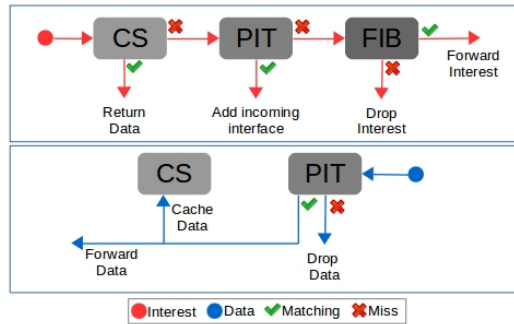 CS
PIT
FIB
Return
Data
Add incoming
interface
Drop
Interest
Forward
Interest
CS
PIT
Cache
Data
Forward
Data
Drop
Data
Interest Data Matching Miss